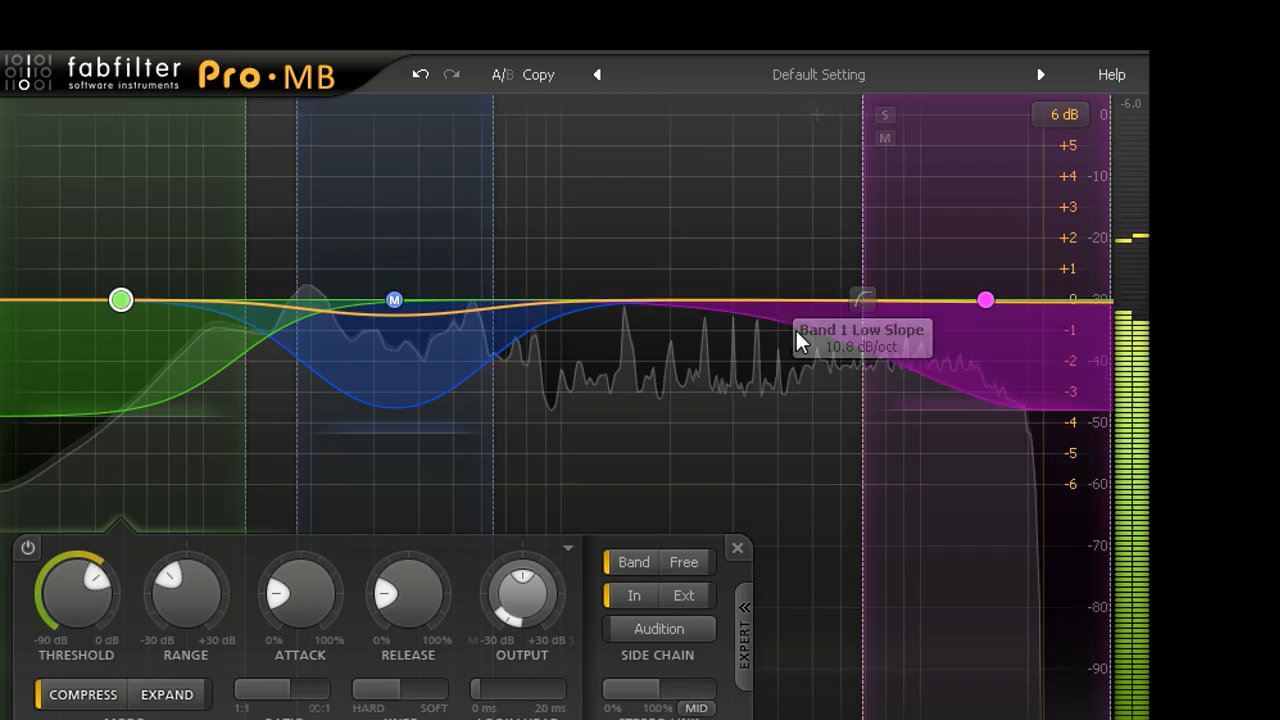 fabfilter
software instruments
Pro·MB
A/B Copy
Default Setting
Help
S
M
6 dB
0
-6.0
+5
+4
-10
+3
+2
-20
+1
M
0
-1
Band 1 Low Slope
10.8 dB/oct
-2
-40
-3
-4
-50
-5
-6
-60
-70
-80
-90
Band Free
In Ext
Audition
SIDE CHAIN
EXPERT
-90 dB 0 dB
THRESHOLD
-30 dB +30 dB
RANGE
0% 100%
ATTACK
0% 100%
RELEASE
M -30 dB +30 dB S
OUTPUT
COMPRESS EXPAND
1:1 ∞:1
HARD SOFT
0 ms 20 ms
0% 100% MID